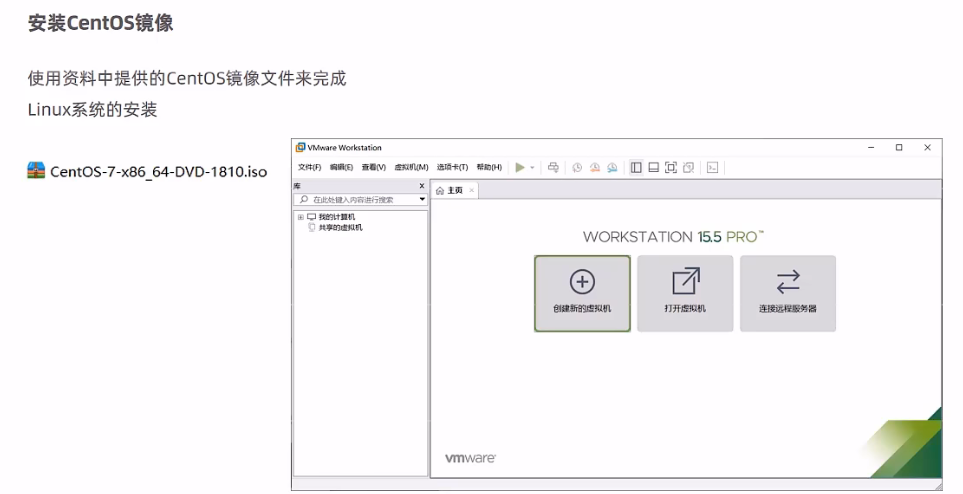 安装CentOS镜像
使用资料中提供的CentOS镜像文件来完成
Linux系统的安装
CentOS-7-x86_64-DVD-1810.iso
VMware Workstation
文件(F) 编辑(E) 查看(V) 虚拟机(M) 选项卡(T) 帮助(H)
库 x
主页 ×
在此处键入内容进行搜索
我的计算机
共享的虚拟机
WORKSTATION 15.5 PRO™
创建新的虚拟机 打开虚拟机 连接远程服务器
vmware